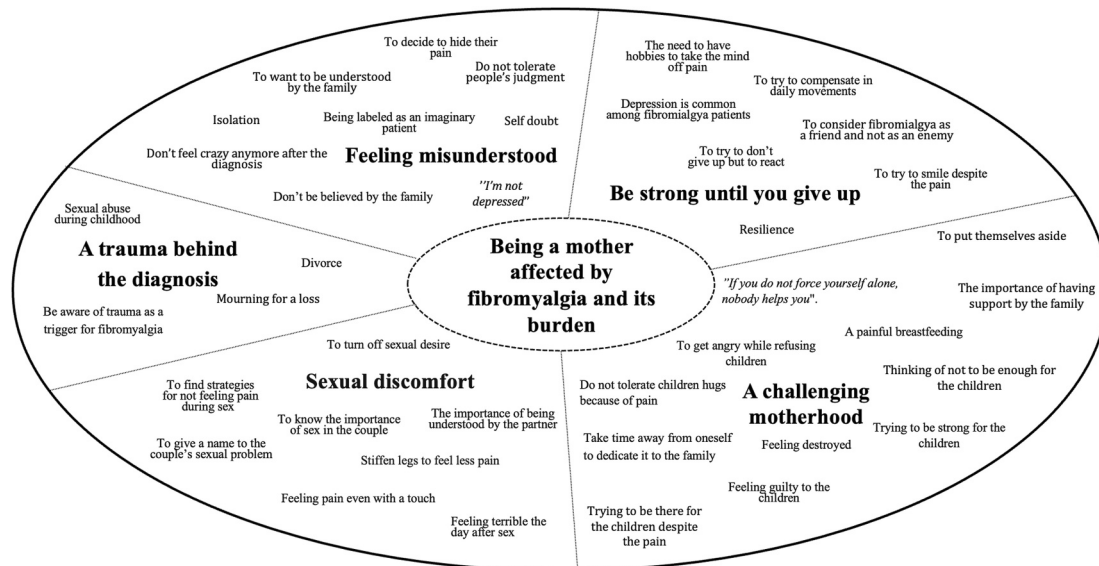 To decide to hide their
pain
Do not tolerate
people's judgment
To want to be understood
by the family
Isolation
Being labeled as an imaginary
patient
Self doubt
Don't feel crazy anymore after the
diagnosis
Feeling misunderstood
Don't be believed by the family
"I'm not
depressed"
The need to have
hobbies to take the mind
off pain
To try to compensate in
daily movements
Depression is common
among fibromialgya patients
To consider fibromialgya as
a friend and not as an enemy
To try to don't
give up but to react
To try to smile despite
the pain
Be strong until you give up
Resilience
Sexual abuse
during childhood
A trauma behind
the diagnosis
Divorce
Mourning for a loss
Be aware of trauma as a
trigger for fibromyalgia
Being a mother
affected by
fibromyalgia and its
burden
To put themselves aside
"If you do not force yourself alone,
nobody helps you".
The importance of having
support by the family
A painful breastfeeding
To get angry while refusing
children
Thinking of not to be enough for
the children
Do not tolerate children hugs
because of pain
A challenging
motherhood
Trying to be strong for the
children
Take time away from oneself
to dedicate it to the family
Feeling destroyed
Feeling guilty to the
children
Trying to be there for
the children despite
the pain
To turn off sexual desire
Sexual discomfort
To find strategies
for not feeling pain
during sex
To know the importance
of sex in the couple
The importance of being
understood by the partner
To give a name to the
couple's sexual problem
Stiffen legs to feel less pain
Feeling pain even with a touch
Feeling terrible the
day after sex